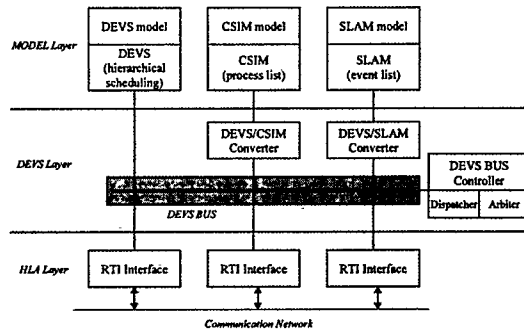 DEVS model
CSIM model
SLAM model
MODEL Layer
DEVS
(hierarchical
scheduling)
CSIM
(process list)
SLAM
(event list)
DEVS/CSIM
Converter
DEVS/SLAM
Converter
DEVS Layer
DEVS BUS
Controller
Dispatcher
Arbiter
DEVS BUS
HLA Layer
RTI Interface
RTI Interface
RTI Interface
Communication Network